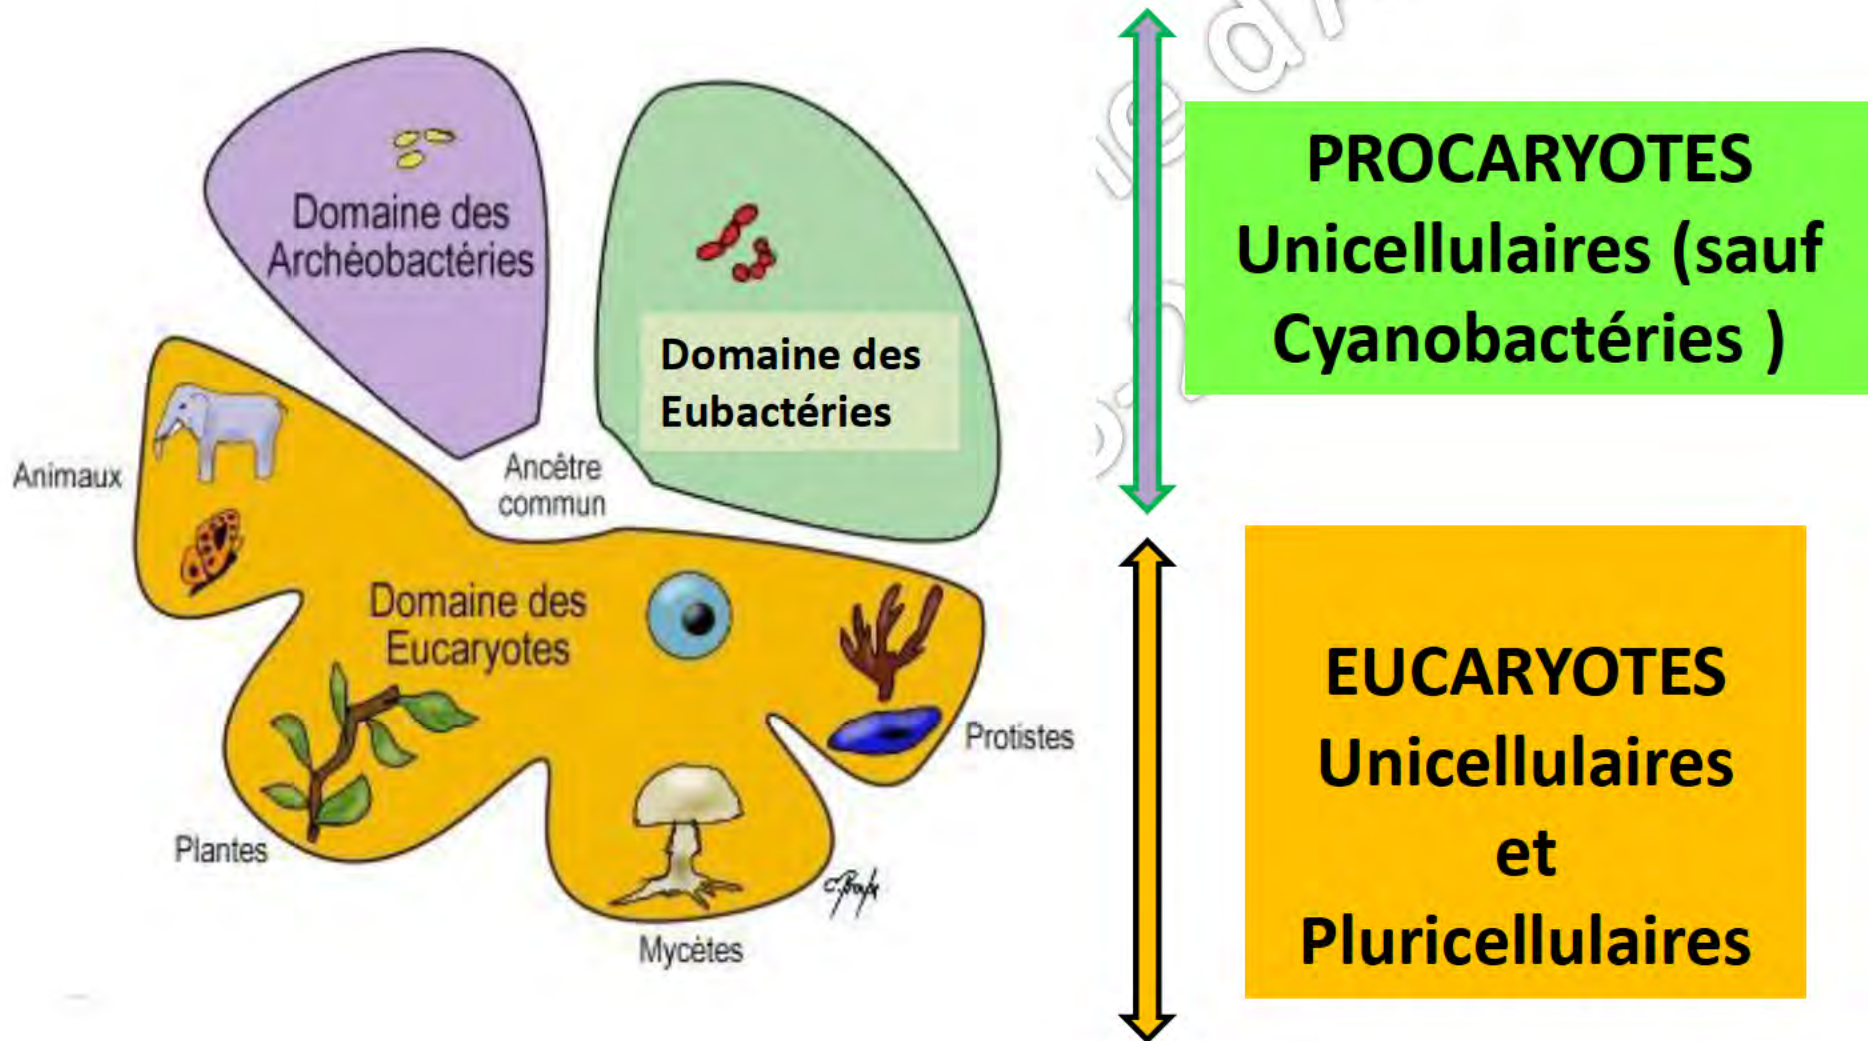 Domaine des
Archéobactéries
Domaine des
Eubactéries
Ancêtre
commun
Animaux
Domaine des
Eucaryotes
Protistes
Plantes
Mycètes
PROCARYOTES
Unicellulaires (sauf
Cyanobactéries )
EUCARYOTES
Unicellulaires
et
Pluricellulaires